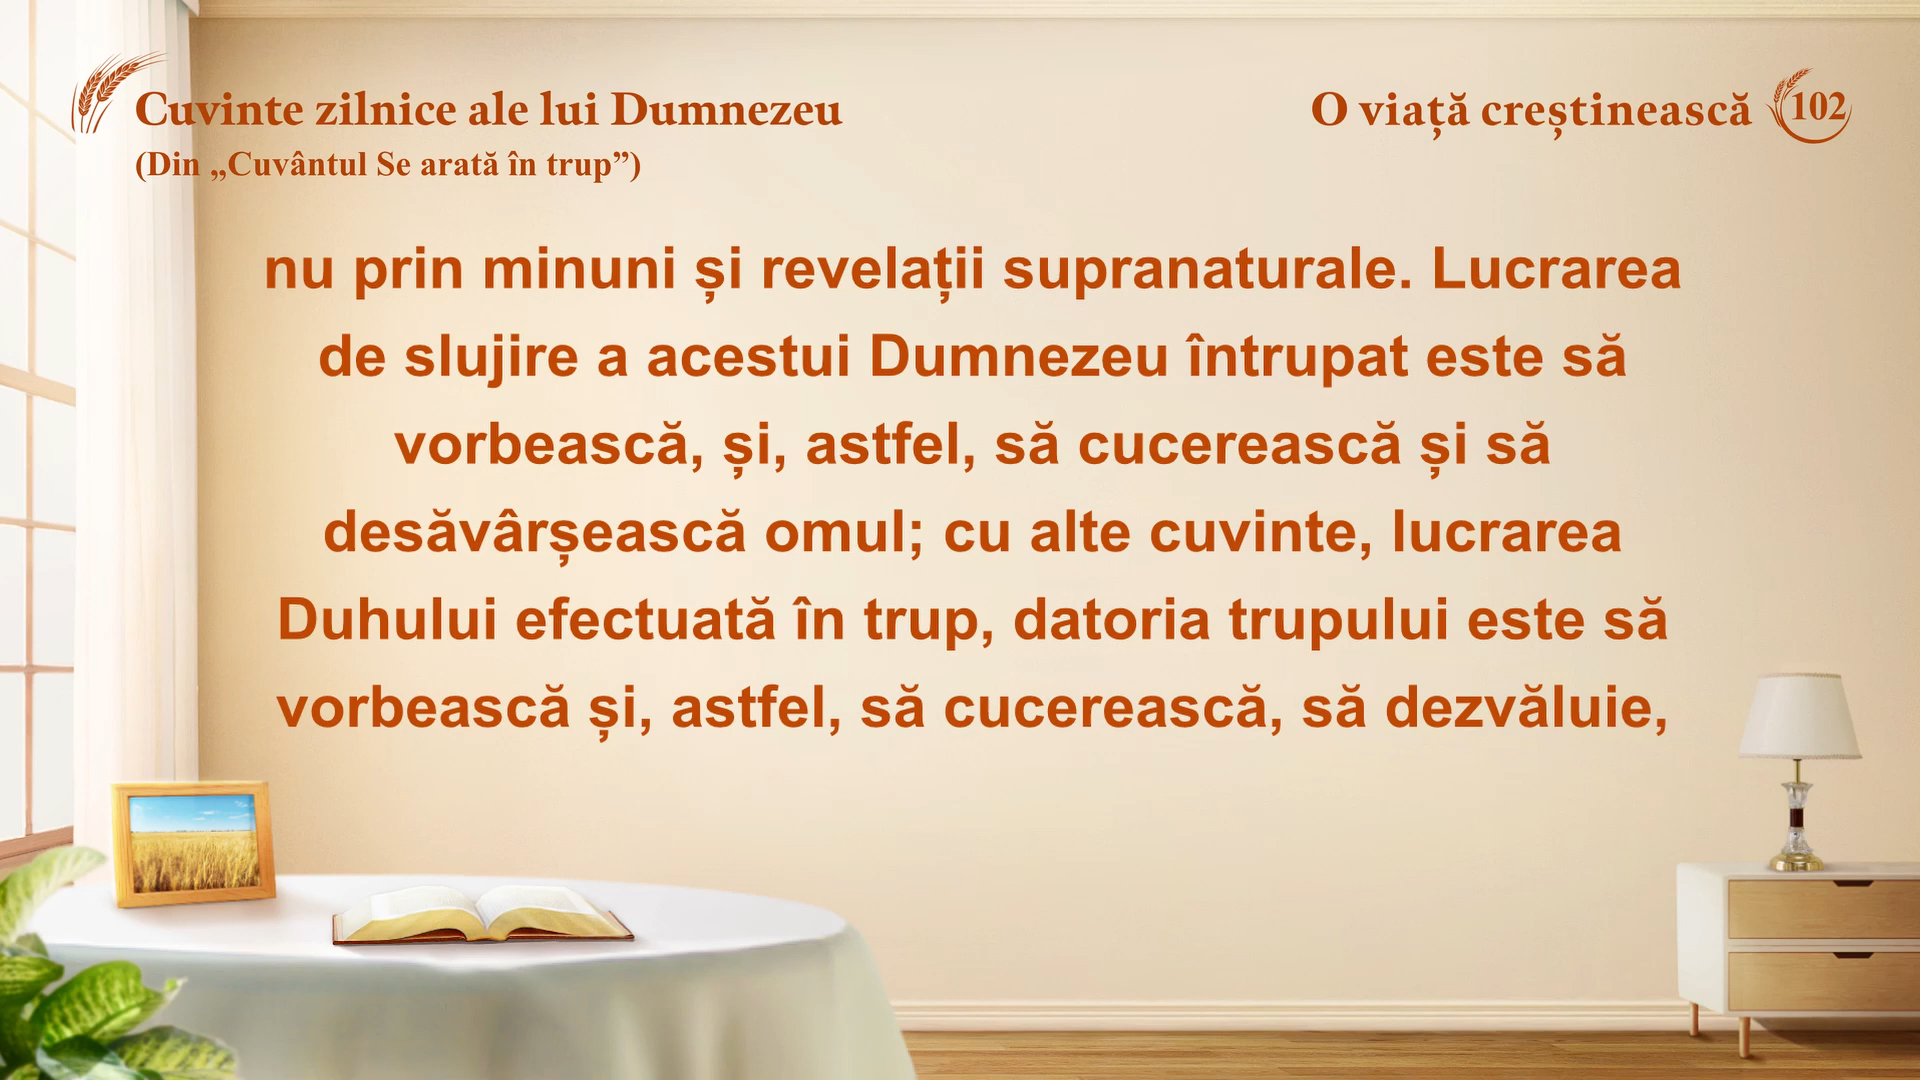 Cuvinte zilnice ale lui Dumnezeu
(Din „Cuvântul Se arată în trup”)
O viață creștinească 102
nu prin minuni și revelații supranaturale. Lucrarea
de slujire a acestui Dumnezeu întrupat este să
vorbească, și, astfel, să cucerească și să
desăvârșească omul; cu alte cuvinte, lucrarea
Duhului efectuată în trup, datoria trupului este să
vorbească și, astfel, să cucerească, să dezvăluie,